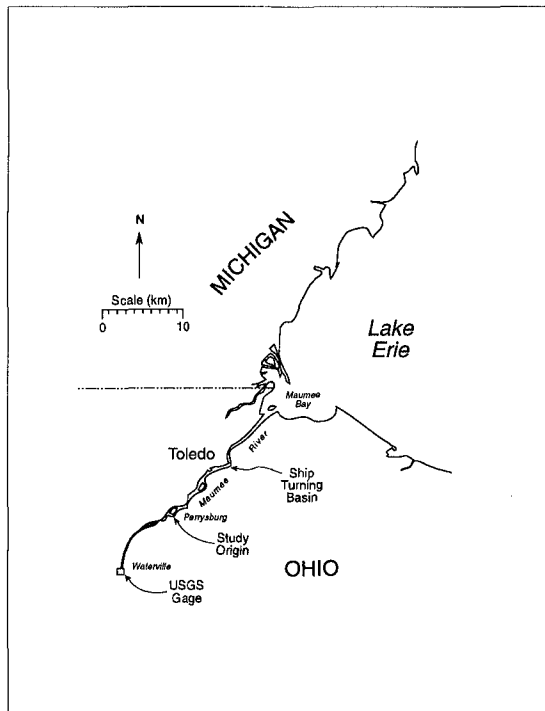 N
MICHIGAN
Scale (km)
0 10
Lake
Erie
Maumee
Bay
River
Toledo
Ship
Turning
Basin
Maumee
Perrysburg
Study
Origin
Waterville
OHIO
USGS
Gage